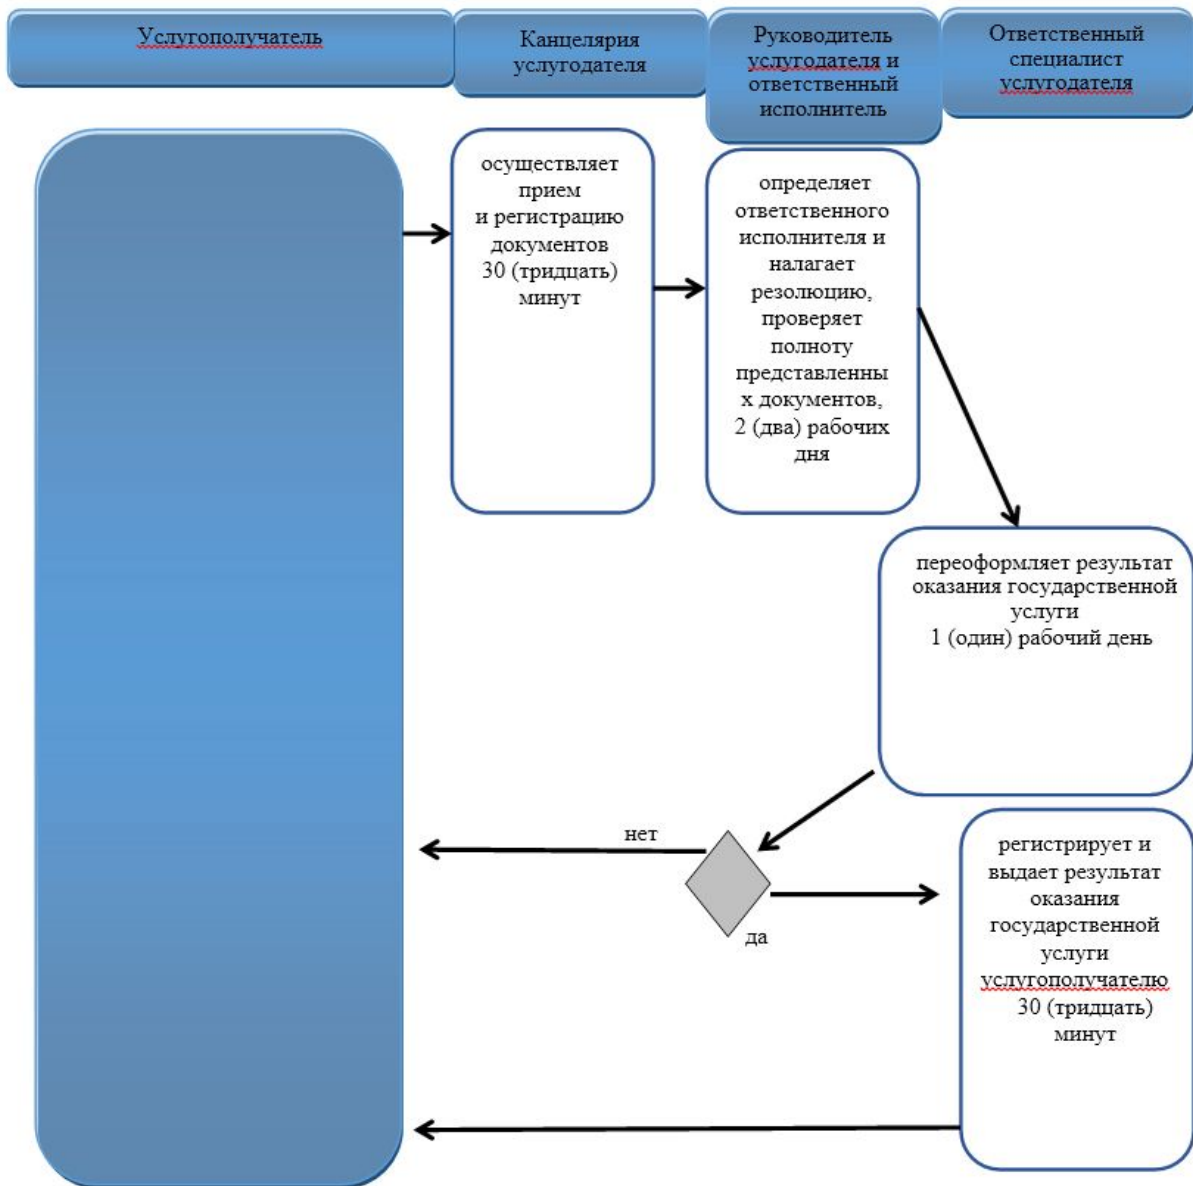 Услугополучатель
Канцелярия
услугодателя
Руководитель
услугодателя и
ответственный
исполнитель
Ответственный
специалист
услугодателя
осуществляет
прием
и регистрацию
документов
30 (тридцать)
минут
определяет
ответственного
исполнителя и
налагает
резолюцию,
проверяет
полноту
представленны
х документов,
2 (два) рабочих
дня
переоформляет результат
оказания государственной
услуги
1 (один) рабочий день
нет
да
регистрирует и
выдает результат
оказания
государственной
услуги
услугополучателю
30 (тридцать)
минут